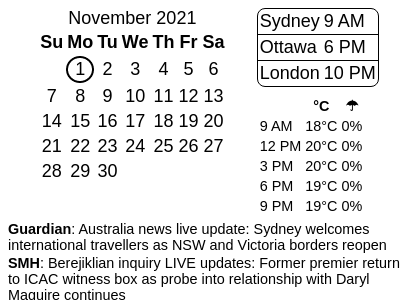 November 2021
Su Mo Tu We Th Fr Sa
1 2 3 4 5 6
7 8 9 10 11 12 13
14 15 16 17 18 19 20
21 22 23 24 25 26 27
28 29 30
Sydney 9 AM
Ottawa 6 PM
London 10 PM
°C ☂
9 AM 18°C 0%
12 PM 20°C 0%
3 PM 20°C 0%
6 PM 19°C 0%
9 PM 19°C 0%
Guardian: Australia news live update: Sydney welcomes
international travellers as NSW and Victoria borders reopen
SMH: Berejiklian inquiry LIVE updates: Former premier return
to ICAC witness box as probe into relationship with Daryl
Maguire continues